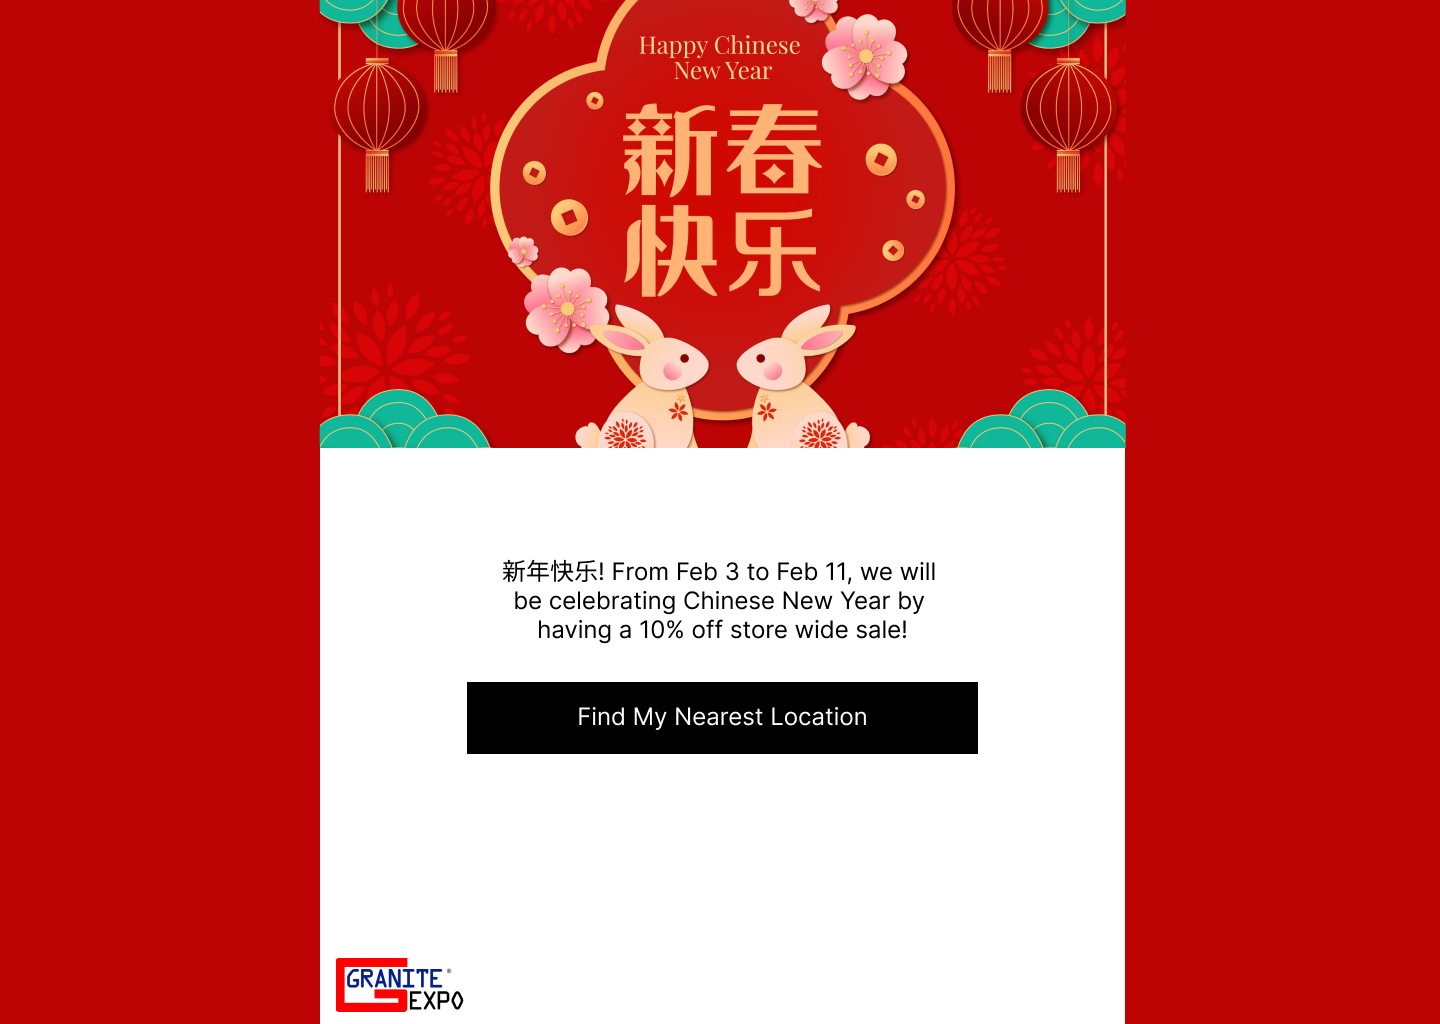 Happy Chinese
New Year
新春
快乐
新年快乐! From Feb 3 to Feb 11, we will
be celebrating Chinese New Year by
having a 10% off store wide sale!
Find My Nearest Location
GRANITE®
EXPO